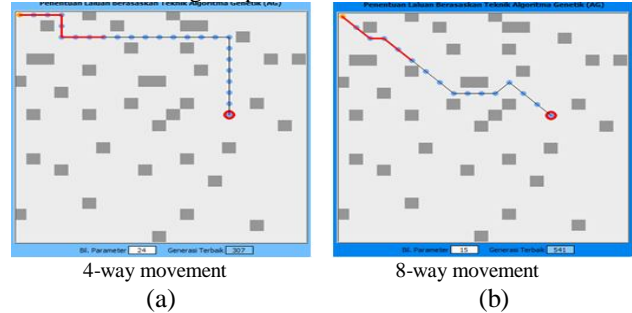 Penentuan Laluan Berasaskan Teknik Algoritma Genetik (AG)
Penentuan Laluan Berasaskan Teknik Algoritma Genetik (AG)
Bil. Parameter 24 Generasi Terbaik 307
Bil. Parameter 15 Generasi Terbaik 541
4-way movement
8-way movement
(a)
(b)